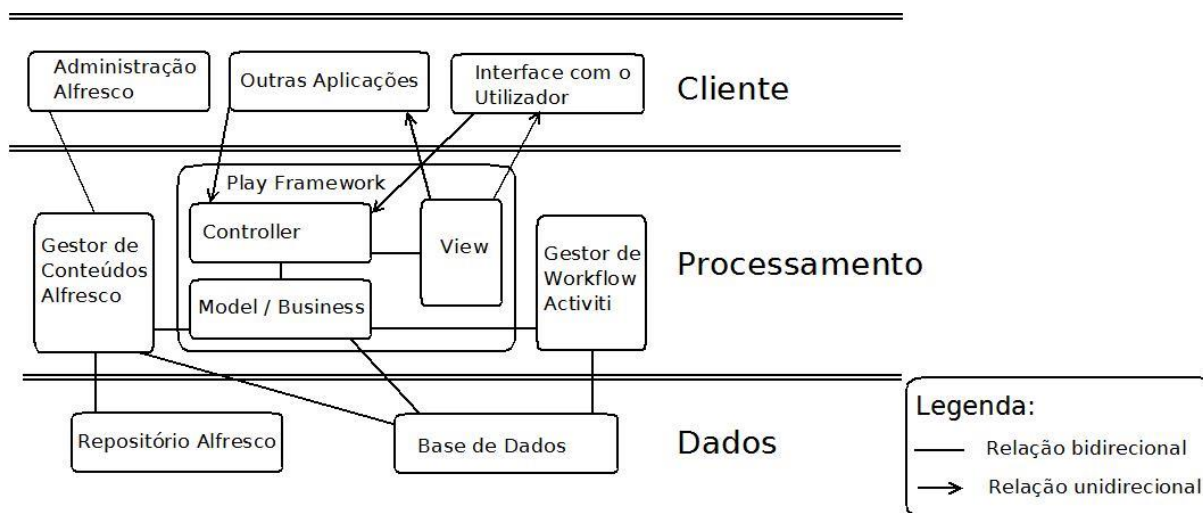 Administração
Alfresco
Outras Aplicações
Interface com o
Utilizador
Cliente
Play Framework
Gestor de
Conteúdos
Alfresco
Controller
View
Model / Business
Gestor de
Workflow
Activiti
Processamento
Repositório Alfresco
Base de Dados
Dados
Legenda:
Relação bidirecional
Relação unidirecional